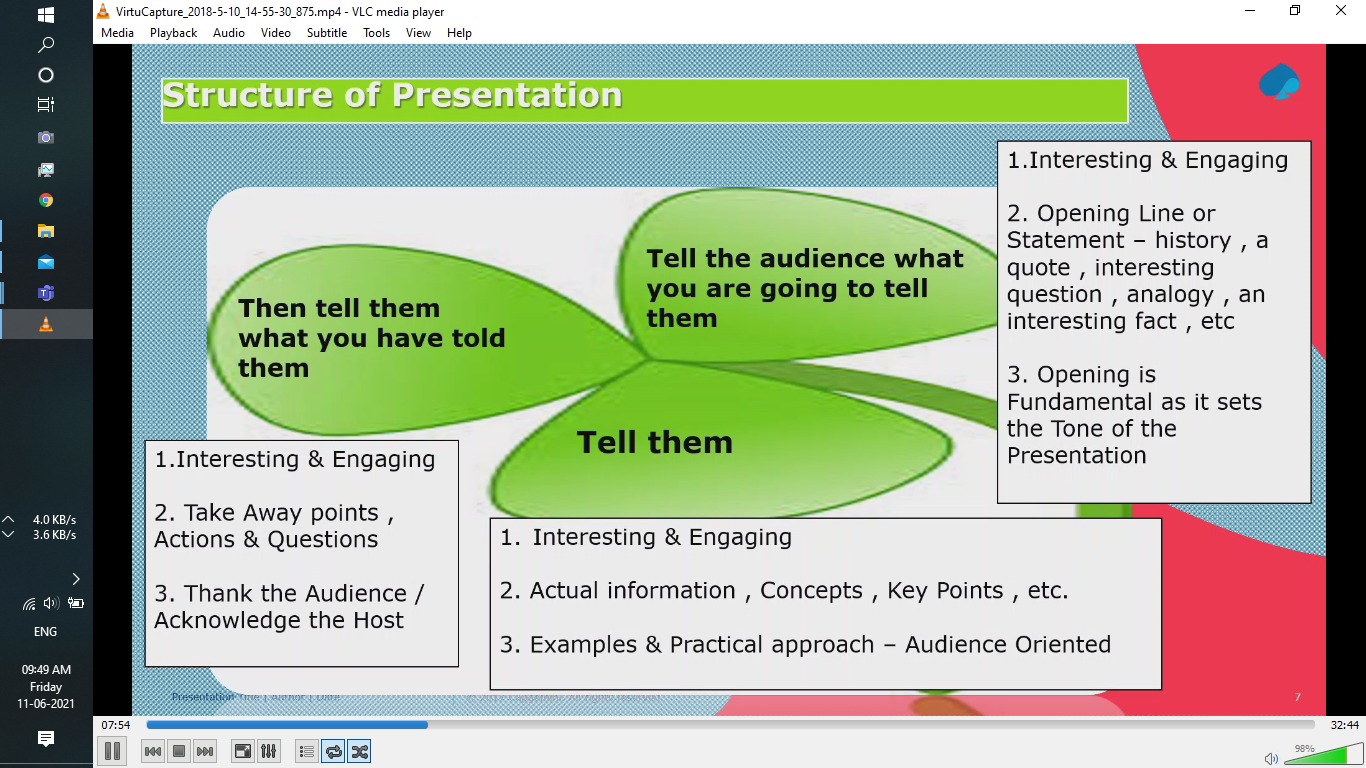 VirtuCapture_2018-5-10_14-55-30_875.mp4 - VLC media player
Media Playback Audio Video Subtitle Tools View Help
Structure of Presentation
Tell the audience what
you are going to tell
them
1.Interesting & Engaging
2. Opening Line or
Statement – history , a
quote , interesting
question , analogy , an
interesting fact , etc
3. Opening is
Fundamental as it sets
the Tone of the
Presentation
Then tell them
what you have told
them
Tell them
1.Interesting & Engaging
2. Take Away points ,
Actions & Questions
3. Thank the Audience /
Acknowledge the Host
1. Interesting & Engaging
2. Actual information , Concepts , Key Points , etc.
3. Examples & Practical approach – Audience Oriented
Presentation Title | Author | Date
7
07:54
32:44
98%
4.0 KB/s
3.6 KB/s
ENG
09:49 AM
Friday
11-06-2021